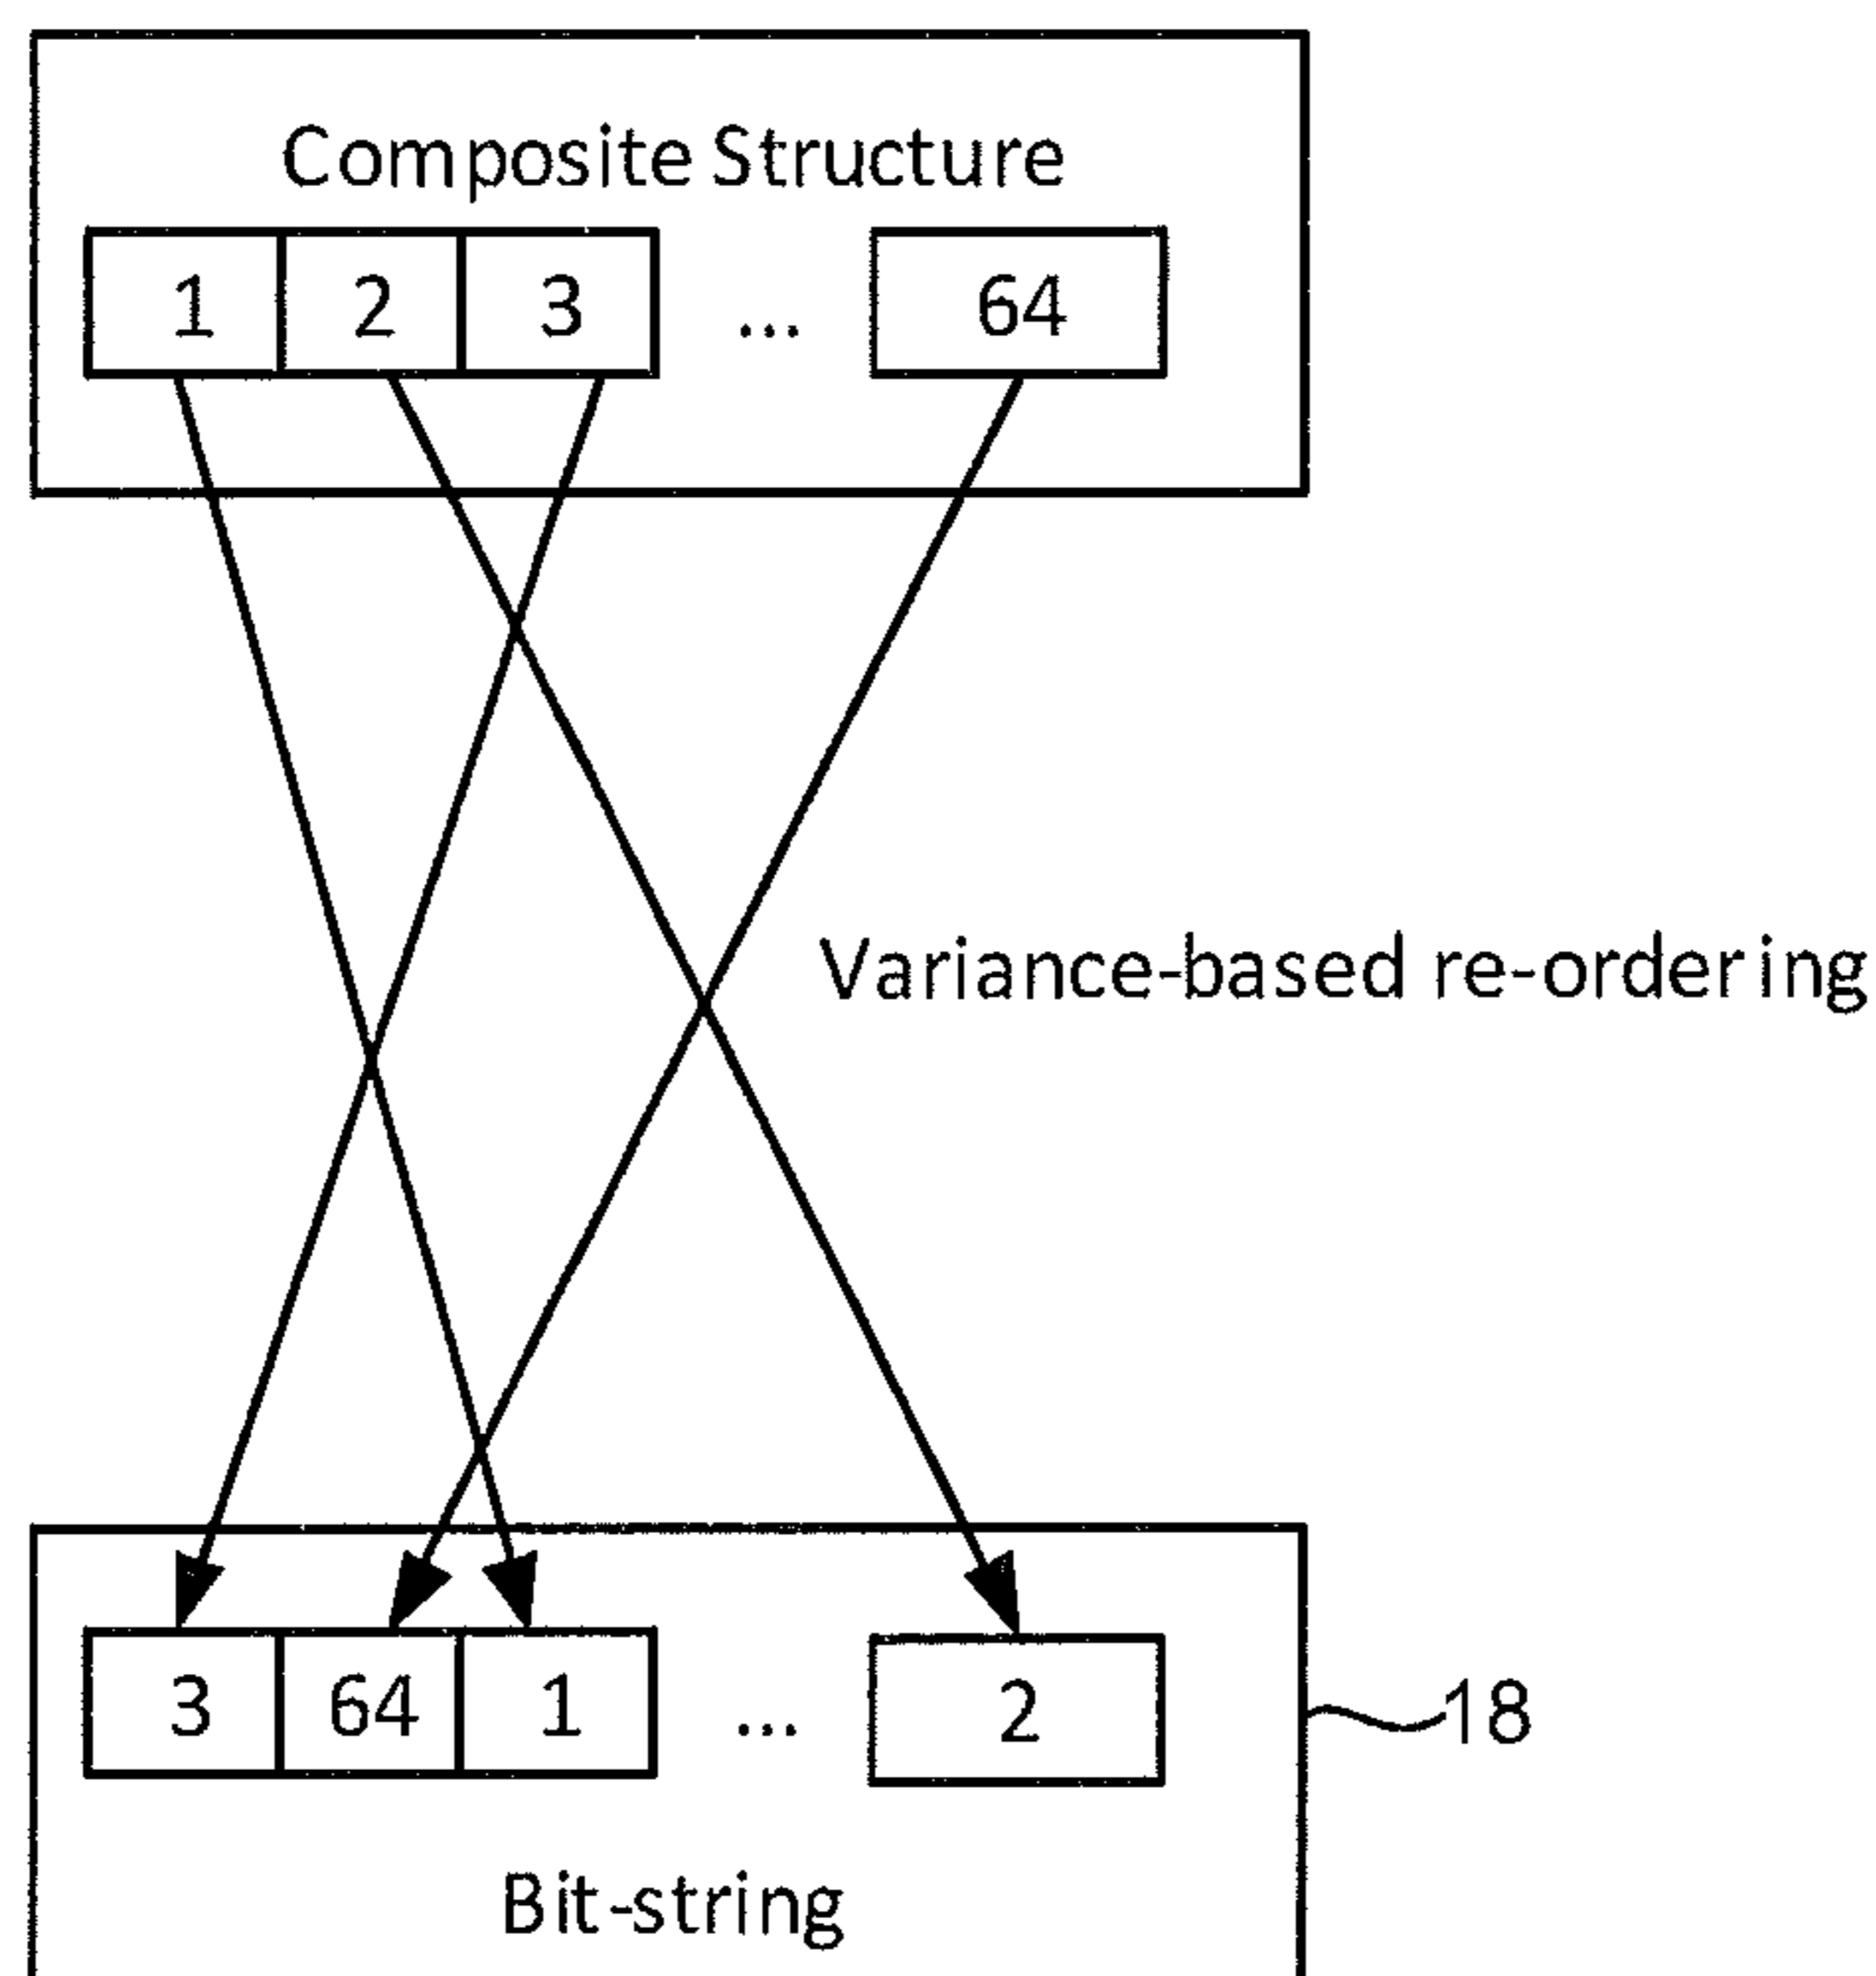 Composite Structure
1 2 3 ... 64
Variance-based re-ordering
3 64 1 ... 2
18
Bit-string